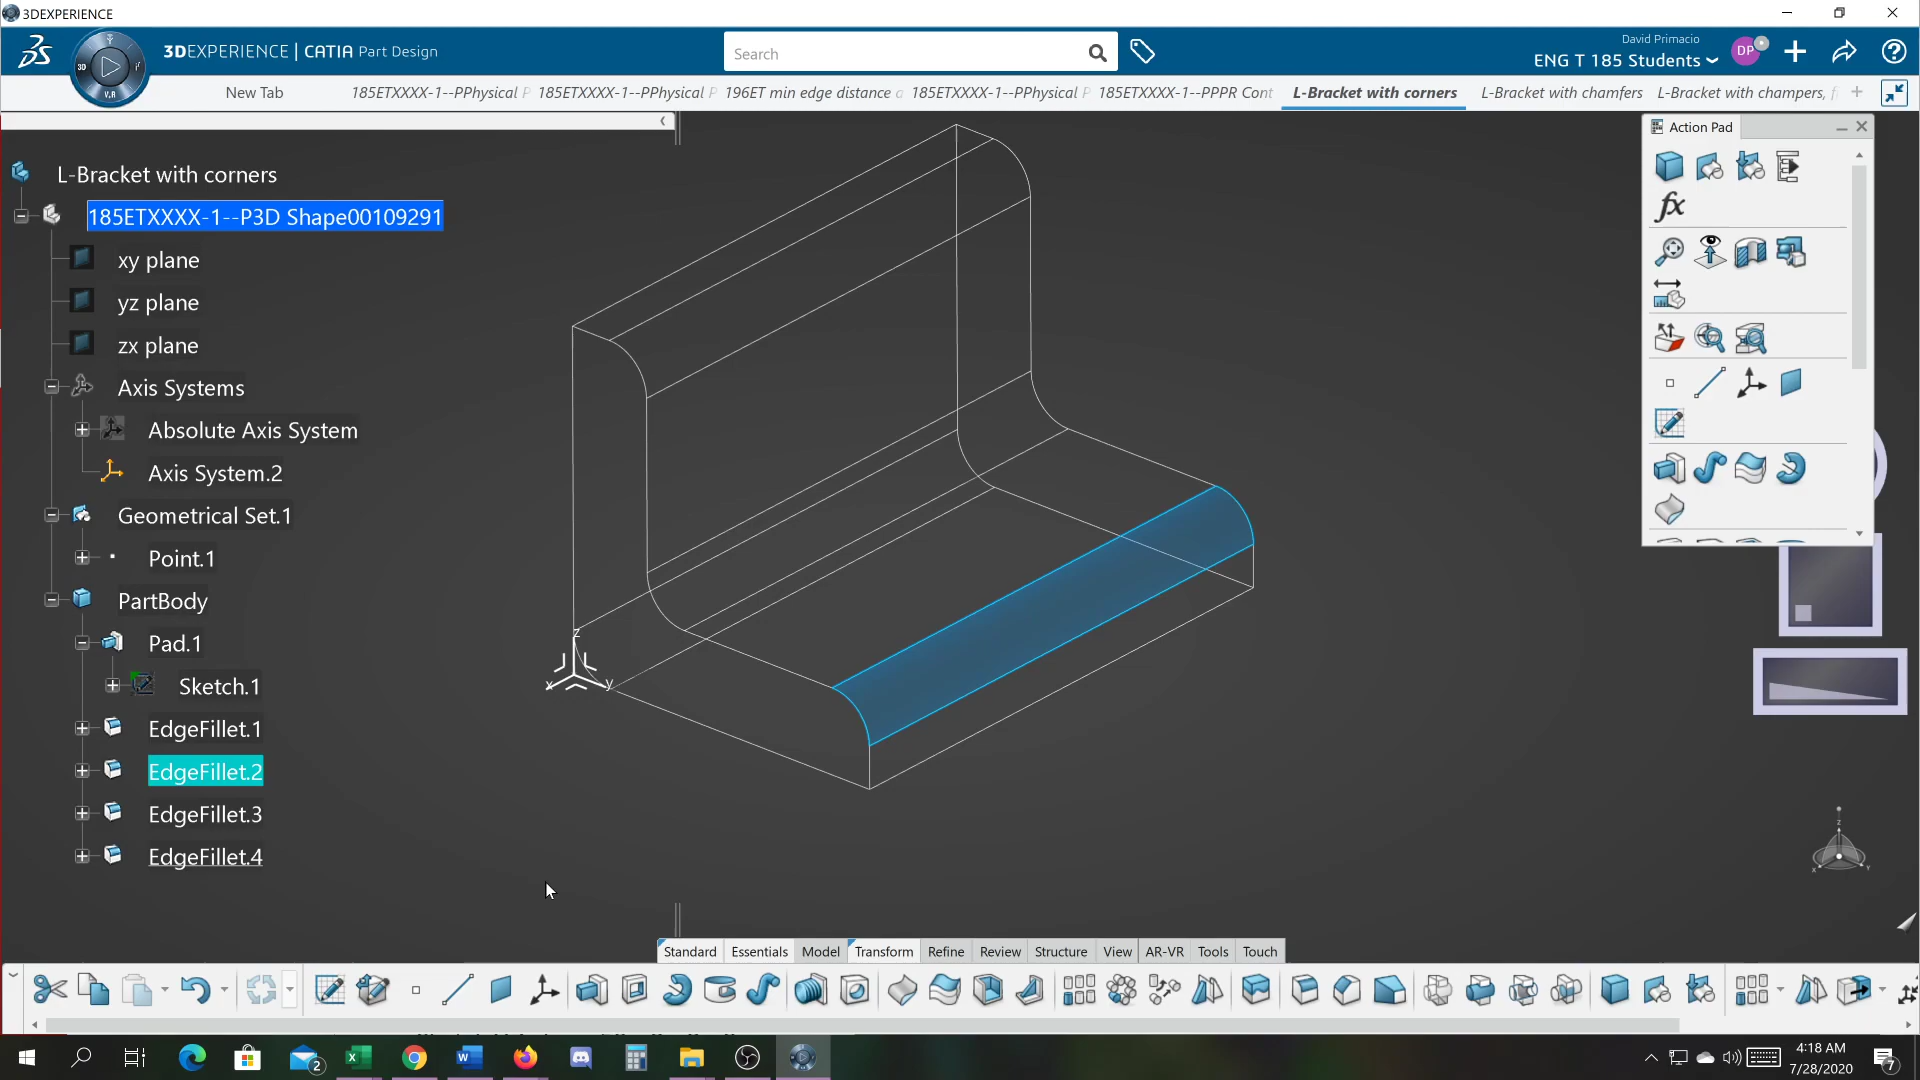 3DEXPERIENCE
3DEXPERIENCE | CATIA Part Design
Search
David Primacio
ENG T 185 Students
DP
New Tab
185ETXXXX-1--PPhysical P
185ETXXXX-1--PPhysical P
196ET min edge distance
185ETXXXX-1--PPhysical P
185ETXXXX-1--PPPR Cont
L-Bracket with corners
L-Bracket with chamfers
L-Bracket with champers,
Action Pad
L-Bracket with corners
185ETXXXX-1--P3D Shape00109291
xy plane
yz plane
zx plane
Axis Systems
Absolute Axis System
Axis System.2
Geometrical Set.1
Point.1
PartBody
Pad.1
Sketch.1
EdgeFillet.1
EdgeFillet.2
EdgeFillet.3
EdgeFillet.4
fx
z
x
y
Standard
Essentials
Model
Transform
Refine
Review
Structure
View
AR-VR
Tools
Touch
2
4:18 AM
7/28/2020
7